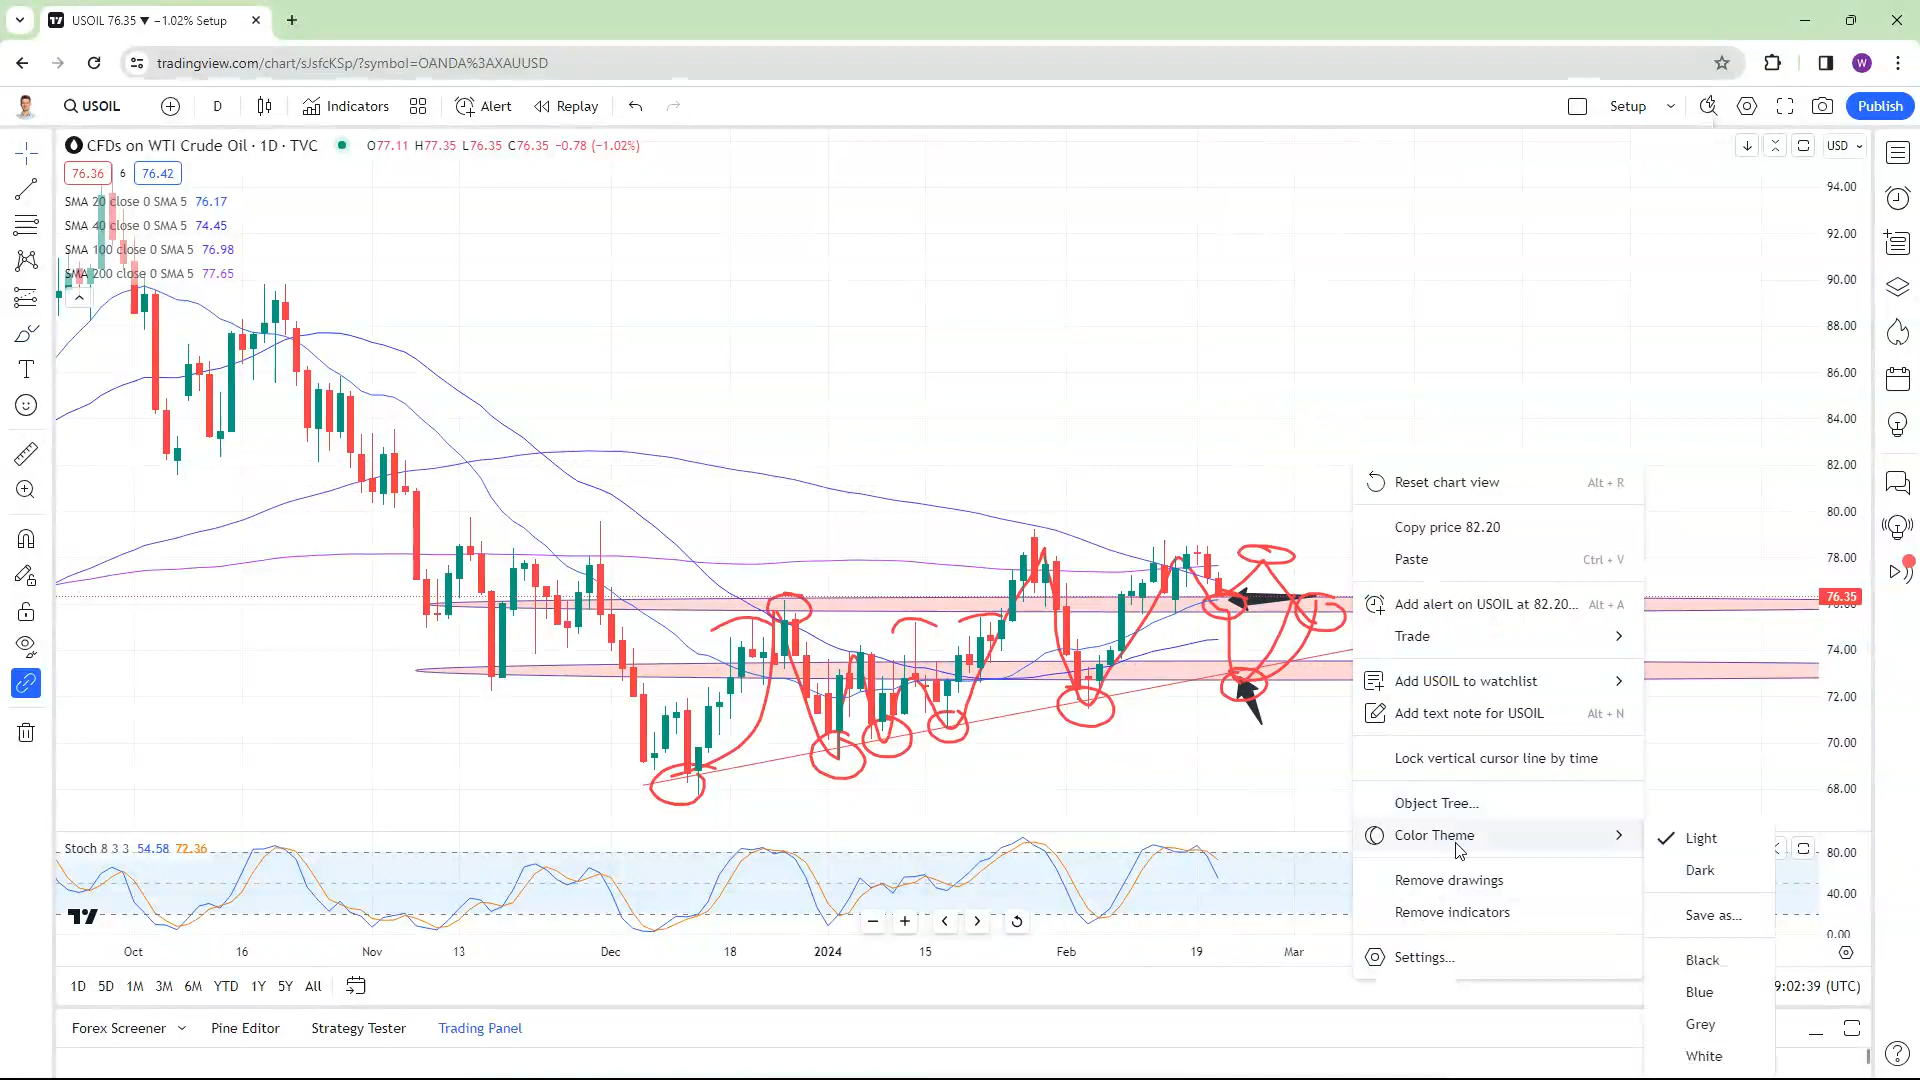 USOIL 76.35 ▼ −1.02% Setup
tradingview.com/chart/sJsfcKSp/?symbol=OANDA%3AXAUUSD
W
USOIL
D
Indicators
Alert
Replay
Setup
Publish
CFDs on WTI Crude Oil · 1D · TVC
O77.11 H77.35 L76.35 C76.35 −0.78 (−1.02%)
USD
76.36
6
76.42
SMA 20 close 0 SMA 5 76.17
SMA 40 close 0 SMA 5 74.45
SMA 100 close 0 SMA 5 76.98
SMA 200 close 0 SMA 5 77.65
94.00
92.00
90.00
88.00
86.00
84.00
82.00
80.00
78.00
76.35
74.00
72.00
70.00
68.00
Reset chart view Alt + R
Copy price 82.20
Paste Ctrl + V
Add alert on USOIL at 82.20... Alt + A
Trade
Add USOIL to watchlist
Add text note for USOIL Alt + N
Lock vertical cursor line by time
Object Tree...
Color Theme
Remove drawings
Remove indicators
Settings...
Light
Dark
Save as...
Black
Blue
Grey
White
Stoch 8 3 3 54.58 72.36
80.00
40.00
0.00
Oct
16
Nov
13
Dec
18
2024
15
Feb
19
Mar
1D 5D 1M 3M 6M YTD 1Y 5Y All
9:02:39 (UTC)
Forex Screener
Pine Editor
Strategy Tester
Trading Panel